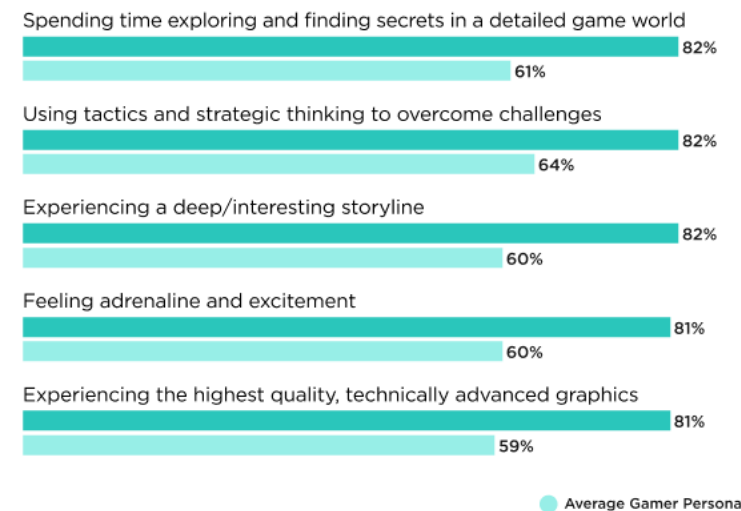 Spending time exploring and finding secrets in a detailed game world
82%
61%
Using tactics and strategic thinking to overcome challenges
82%
64%
Experiencing a deep/interesting storyline
82%
60%
Feeling adrenaline and excitement
81%
60%
Experiencing the highest quality, technically advanced graphics
81%
59%
Average Gamer Persona